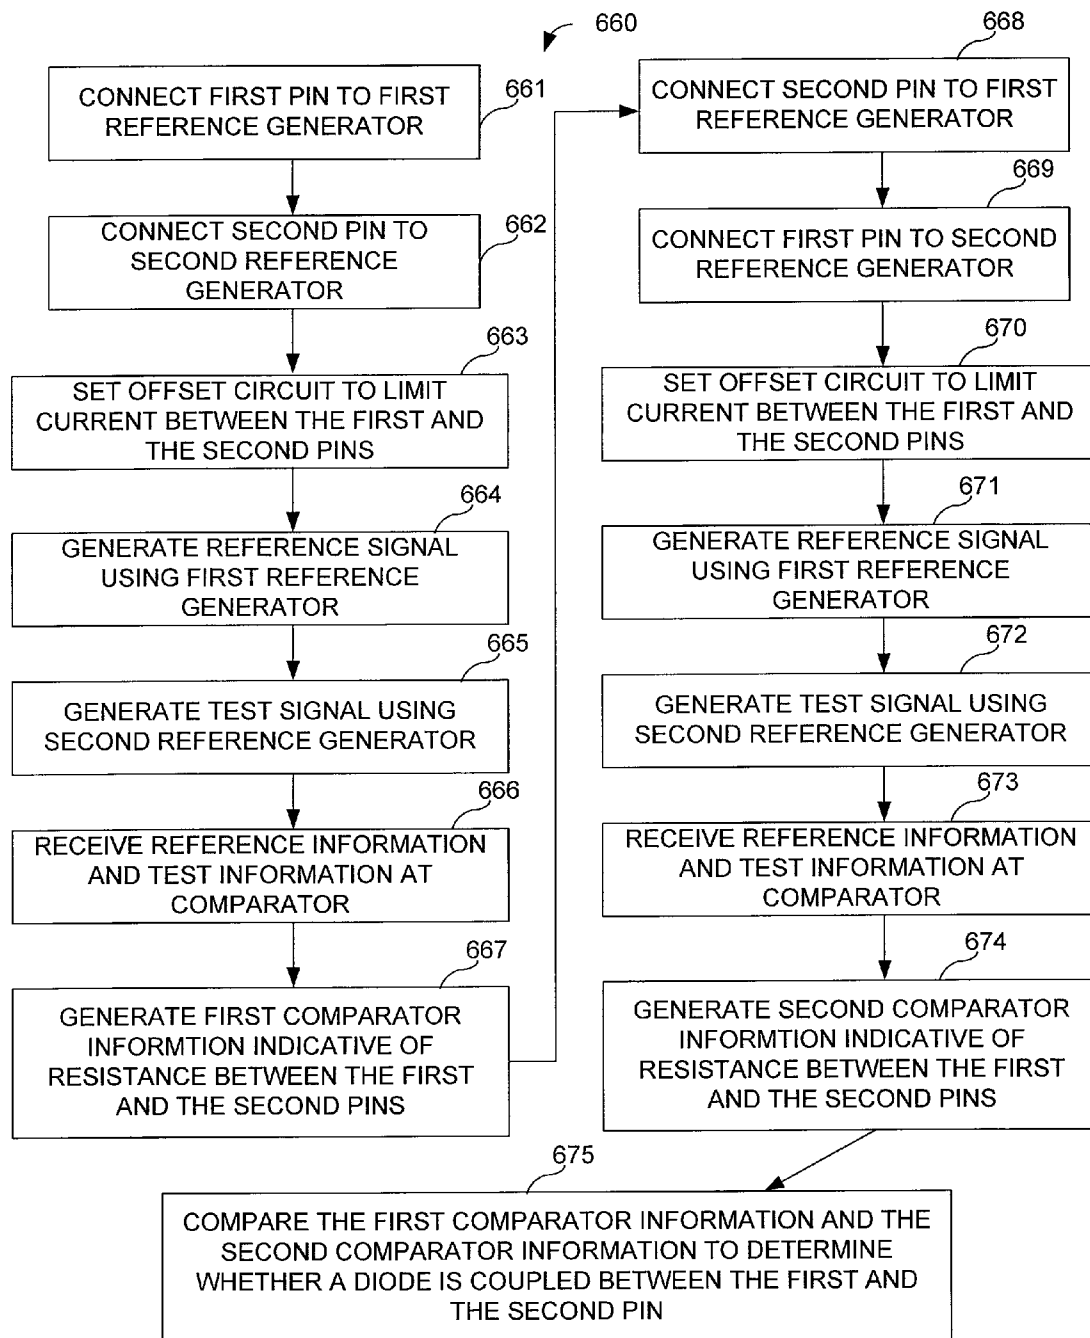 660
CONNECT FIRST PIN TO FIRST
REFERENCE GENERATOR
661
CONNECT SECOND PIN TO
SECOND REFERENCE
GENERATOR
662
663
SET OFFSET CIRCUIT TO LIMIT
CURRENT BETWEEN THE FIRST AND
THE SECOND PINS
664
GENERATE REFERENCE SIGNAL
USING FIRST REFERENCE
GENERATOR
665
GENERATE TEST SIGNAL USING
SECOND REFERENCE GENERATOR
666
RECEIVE REFERENCE INFORMATION
AND TEST INFORMATION AT
COMPARATOR
667
GENERATE FIRST COMPARATOR
INFORMTION INDICATIVE OF
RESISTANCE BETWEEN THE FIRST
AND THE SECOND PINS
668
CONNECT SECOND PIN TO FIRST
REFERENCE GENERATOR
669
CONNECT FIRST PIN TO SECOND
REFERENCE GENERATOR
670
SET OFFSET CIRCUIT TO LIMIT
CURRENT BETWEEN THE FIRST AND
THE SECOND PINS
671
GENERATE REFERENCE SIGNAL
USING FIRST REFERENCE
GENERATOR
672
GENERATE TEST SIGNAL USING
SECOND REFERENCE GENERATOR
673
RECEIVE REFERENCE INFORMATION
AND TEST INFORMATION AT
COMPARATOR
674
GENERATE SECOND COMPARATOR
INFORMTION INDICATIVE OF
RESISTANCE BETWEEN THE FIRST
AND THE SECOND PINS
675
COMPARE THE FIRST COMPARATOR INFORMATION AND THE
SECOND COMPARATOR INFORMATION TO DETERMINE
WHETHER A DIODE IS COUPLED BETWEEN THE FIRST AND
THE SECOND PIN